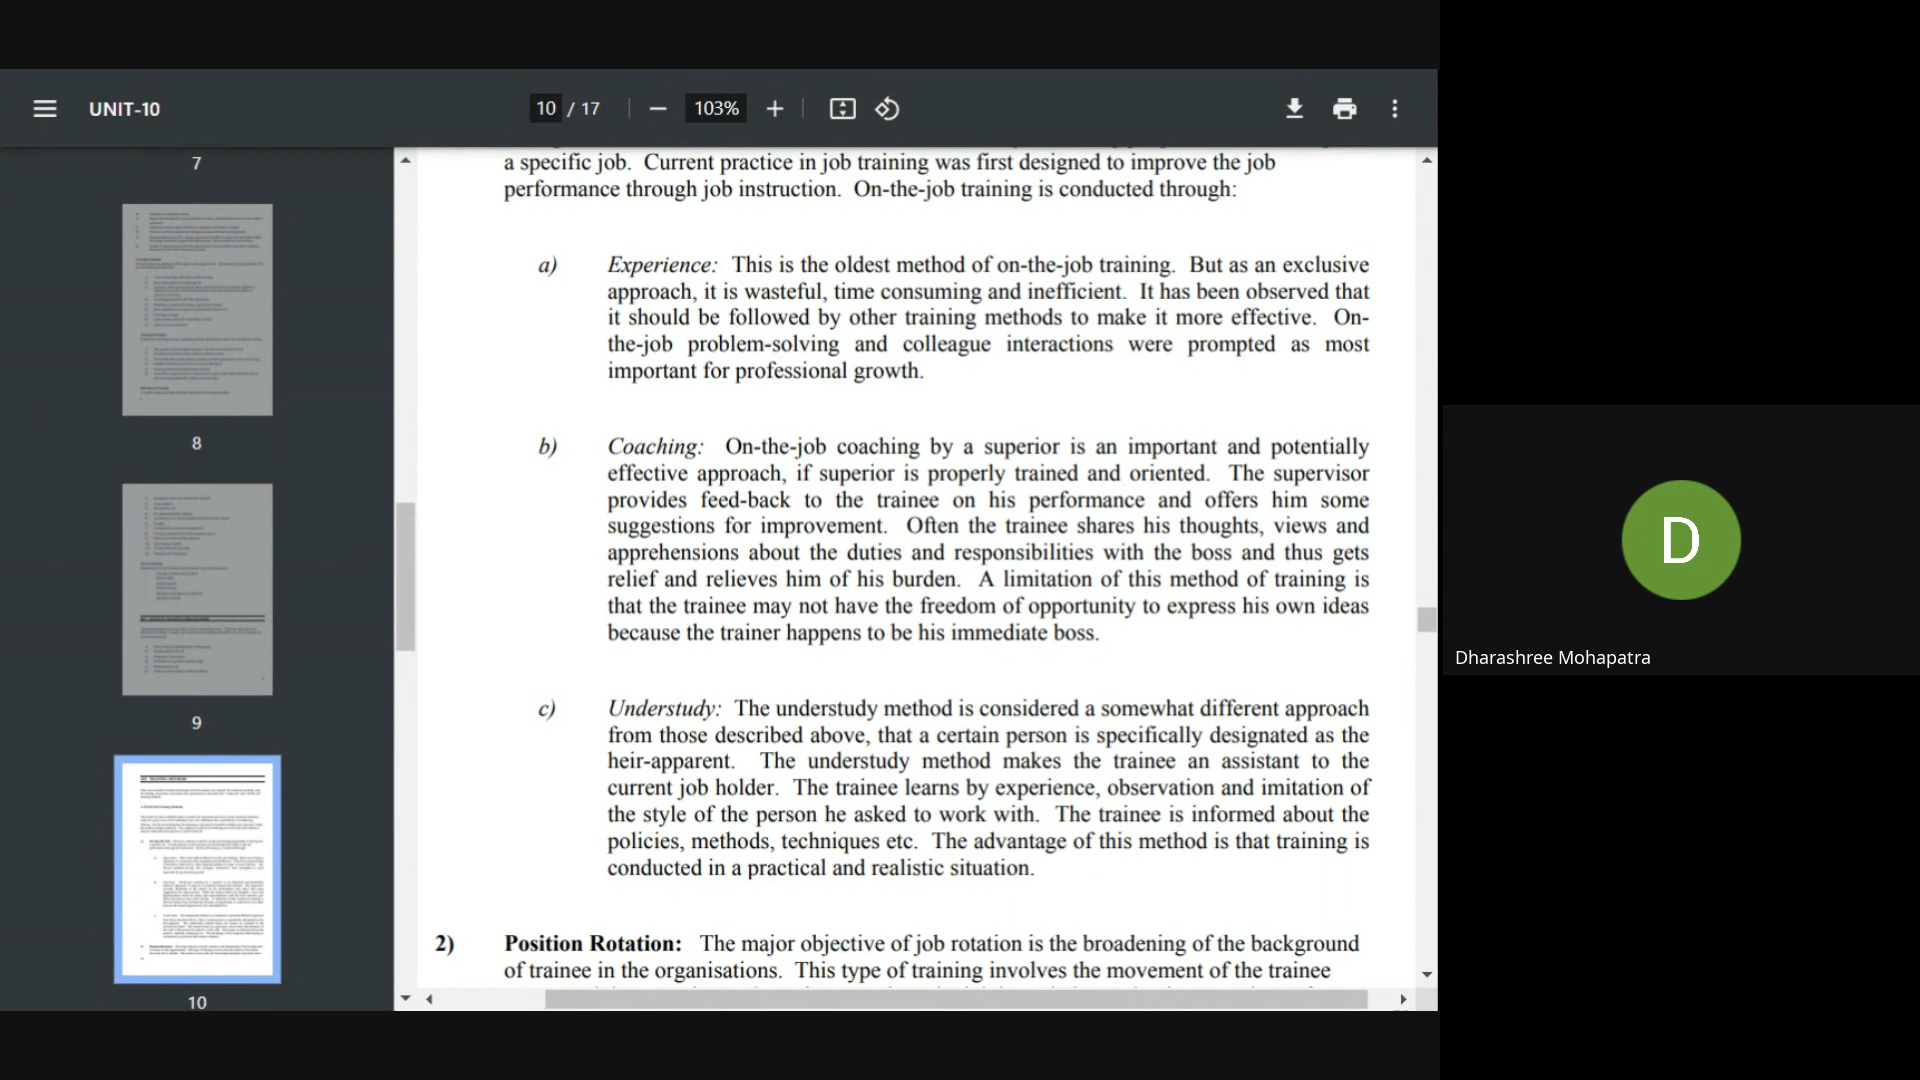 UNIT-10
10 / 17
103%
7
8
9
10
a specific job. Current practice in job training was first designed to improve the job
performance through job instruction. On-the-job training is conducted through:
a) Experience: This is the oldest method of on-the-job training. But as an exclusive
approach, it is wasteful, time consuming and inefficient. It has been observed that
it should be followed by other training methods to make it more effective. On-
the-job problem-solving and colleague interactions were prompted as most
important for professional growth.
b) Coaching: On-the-job coaching by a superior is an important and potentially
effective approach, if superior is properly trained and oriented. The supervisor
provides feed-back to the trainee on his performance and offers him some
suggestions for improvement. Often the trainee shares his thoughts, views and
apprehensions about the duties and responsibilities with the boss and thus gets
relief and relieves him of his burden. A limitation of this method of training is
that the trainee may not have the freedom of opportunity to express his own ideas
because the trainer happens to be his immediate boss.
c) Understudy: The understudy method is considered a somewhat different approach
from those described above, that a certain person is specifically designated as the
heir-apparent. The understudy method makes the trainee an assistant to the
current job holder. The trainee learns by experience, observation and imitation of
the style of the person he asked to work with. The trainee is informed about the
policies, methods, techniques etc. The advantage of this method is that training is
conducted in a practical and realistic situation.
2) Position Rotation: The major objective of job rotation is the broadening of the background
of trainee in the organisations. This type of training involves the movement of the trainee
D
Dharashree Mohapatra